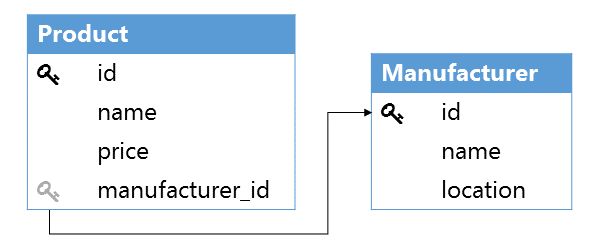 Product
id
name
price
manufacturer_id
Manufacturer
id
name
location